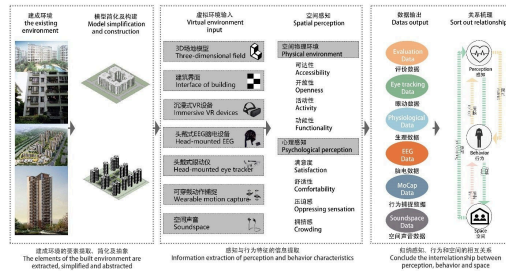 建成环境
the existing
environment
模型简化及构建
Model simplification
and construction
虚拟环境输入
Virtual environment
input
空间感知
Spatial perception
数据输出
Datas output
关系梳理
Sort out relationship
3D场地模型
Three-dimensional field
建筑界面
Interface of building
沉浸式VR设备
Immersive VR devices
头戴式EEG脑电设备
Head-mounted EEG
头戴式眼动仪
Head-mounted eye tracker
可穿戴动作捕捉
Wearable motion capture
空间声音
Soundspace
空间物理环境
Physical environment
可达性
Accessibility
开放性
Openness
活动性
Activity
功能性
Functionality
心理感知
Psychological perception
满意度
Satisfaction
舒适性
Comfortability
压迫感
Oppressing sensation
拥挤感
Crowding
Evaluation
Data
评价数据
Eye tracking
Data
眼动数据
Physiological
Data
生理数据
EEG
Data
脑电数据
MoCap
Data
行为捕捉数据
Soundspace
Data
空间声音数据
Perception
感知
Behavior
行为
Space
空间
建成环境的要素提取、简化及抽象
The elements of the built environment are
extracted, simplified and abstracted
感知与行为特征的信息提取
Information extraction of perception and behavior characteristics
归纳感知、行为和空间的相互关系
Conclude the interrelationship between
perception, behavior and space